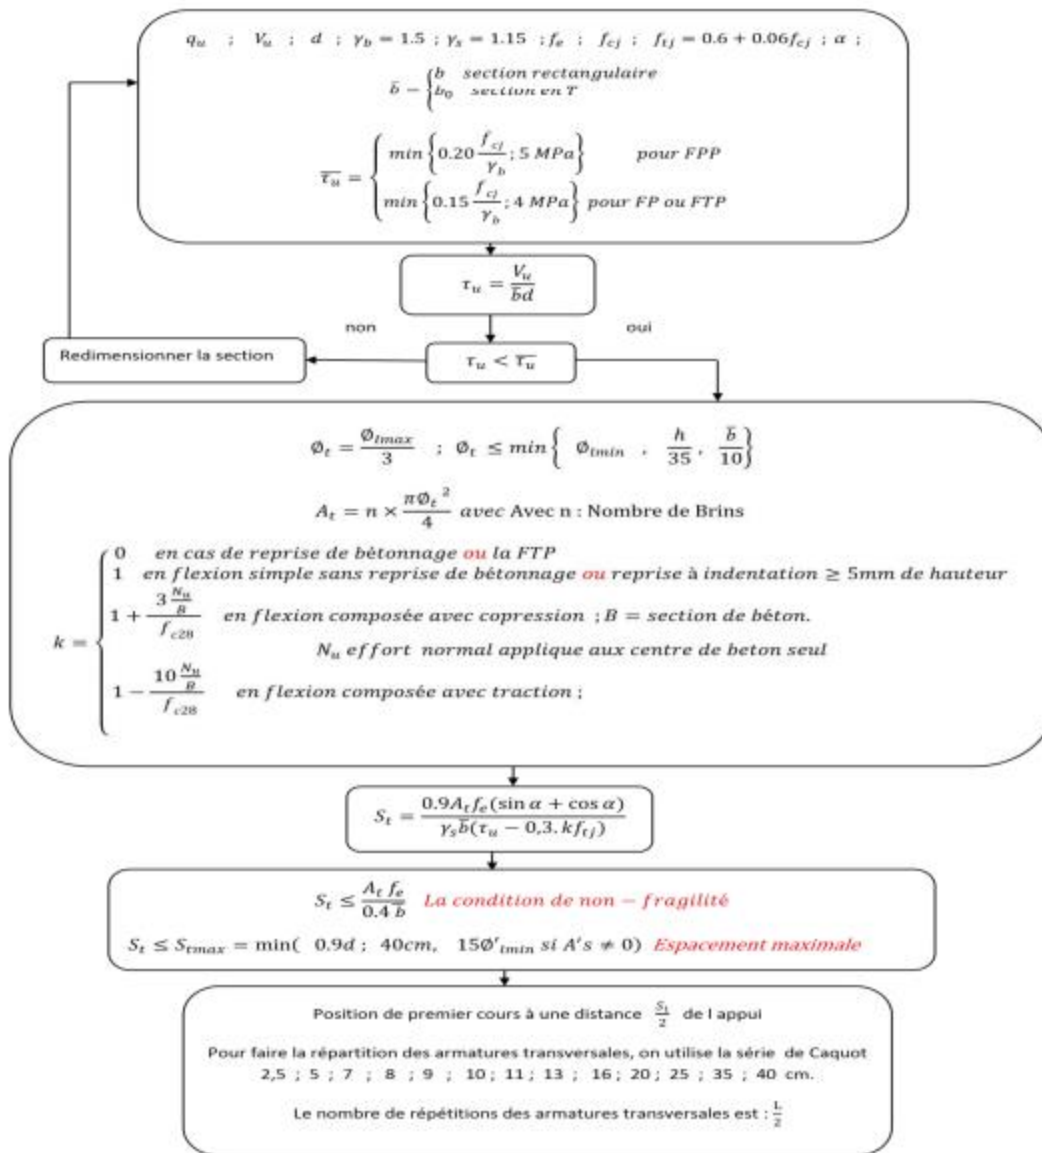 q_u ; V_u ; d ; γ_b = 1.5 ; γ_s = 1.15 ; f_e ; f_cj ; f_tj = 0.6 + 0.06f_cj ; α ;
b̄ = { b section rectangulaire
b_0 section en T
τ_u̅ = { min{0.20 f_cj/γ_b ; 5 MPa} pour FPP
min{0.15 f_cj/γ_b ; 4 MPa} pour FP ou FTP
τ_u = V_u/b̄d
non
oui
Redimensionner la section
τ_u < τ_u̅
Ø_t = Ø_lmax/3 ; Ø_t ≤ min{ Ø_lmin , h/35 , b̄/10 }
A_t = n × πØ_t²/4 avec Avec n : Nombre de Brins
k = { 0 en cas de reprise de bétonnage ou la FTP
1 en flexion simple sans reprise de bétonnage ou reprise à indentation ≥ 5mm de hauteur
1 + (3 N_u/B)/f_c28 en flexion composée avec copression ; B = section de béton.
N_u effort normal applique aux centre de beton seul
1 − (10 N_u/B)/f_c28 en flexion composée avec traction ;
S_t = 0.9A_t f_e(sin α + cos α)/γ_s b̄(τ_u − 0,3. kf_tj)
S_t ≤ A_t f_e/0.4 b̄ La condition de non − fragilité
S_t ≤ S_tmax = min( 0.9d ; 40cm, 15Ø'_lmin si A's ≠ 0) Espacement maximale
Position de premier cours à une distance S_t/2 de l appui
Pour faire la répartition des armatures transversales, on utilise la série de Caquot
2,5 ; 5 ; 7 ; 8 ; 9 ; 10 ; 11 ; 13 ; 16 ; 20 ; 25 ; 35 ; 40 cm.
Le nombre de répétitions des armatures transversales est : L/2